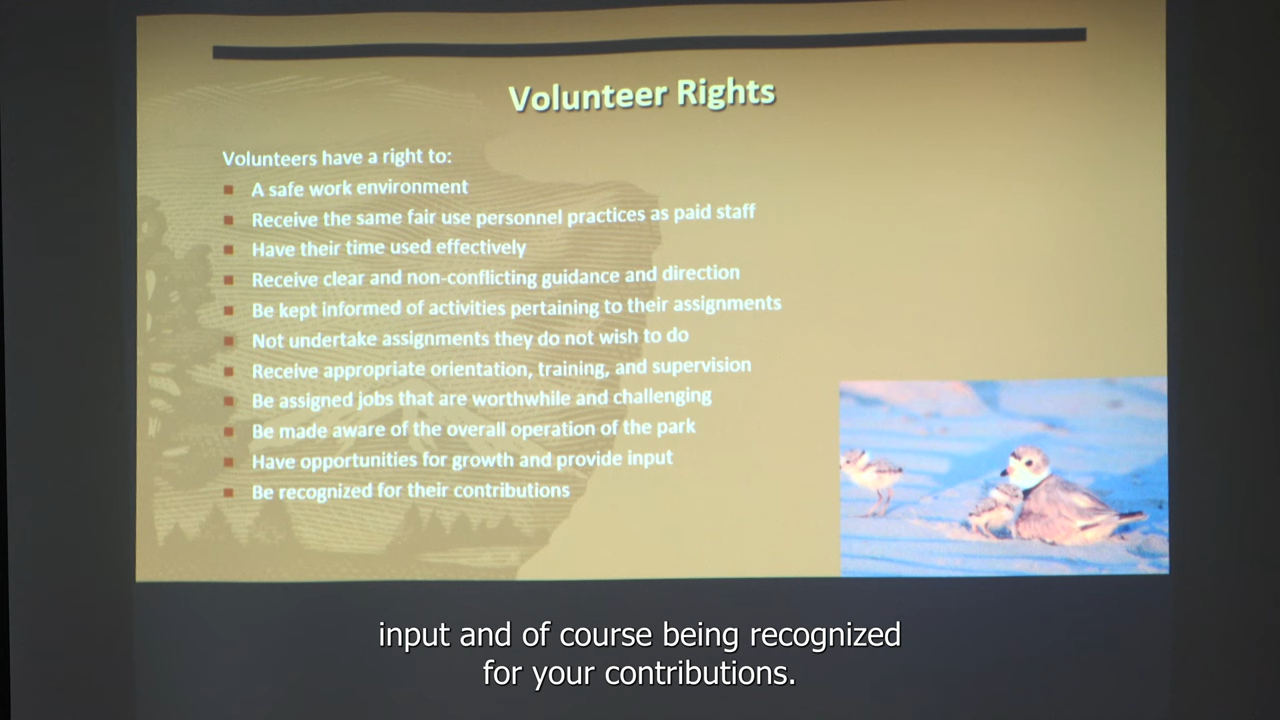 Volunteer Rights
Volunteers have a right to:
A safe work environment
Receive the same fair use personnel practices as paid staff
Have their time used effectively
Receive clear and non-conflicting guidance and direction
Be kept informed of activities pertaining to their assignments
Not undertake assignments they do not wish to do
Receive appropriate orientation, training, and supervision
Be assigned jobs that are worthwhile and challenging
Be made aware of the overall operation of the park
Have opportunities for growth and provide input
Be recognized for their contributions
input and of course being recognized
for your contributions.